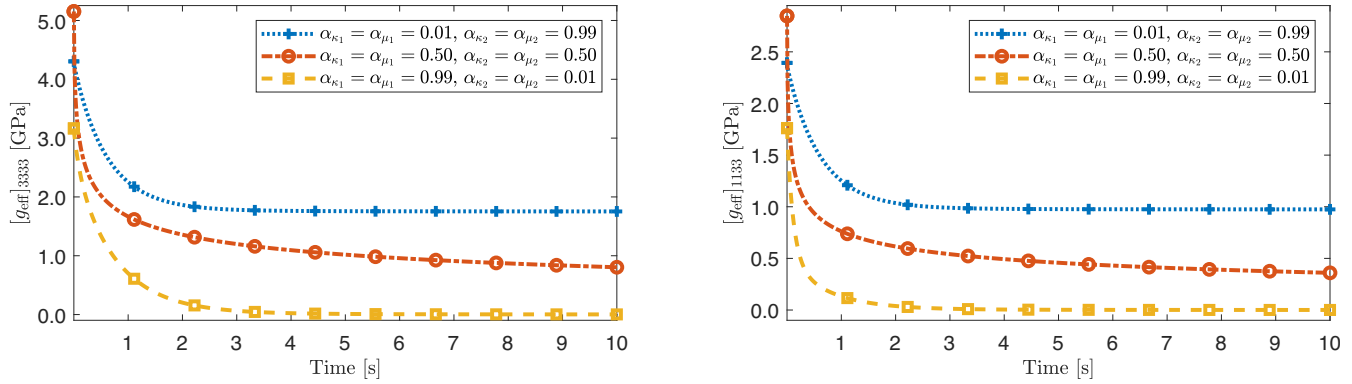 5.0
4.0
3.0
2.0
1.0
0.0
[g_eff]_3333 [GPa]
α_κ₁ = α_μ₁ = 0.01, α_κ₂ = α_μ₂ = 0.99
α_κ₁ = α_μ₁ = 0.50, α_κ₂ = α_μ₂ = 0.50
α_κ₁ = α_μ₁ = 0.99, α_κ₂ = α_μ₂ = 0.01
1 2 3 4 5 6 7 8 9 10
Time [s]
2.5
2.0
1.5
1.0
0.5
0.0
[g_eff]_1133 [GPa]
α_κ₁ = α_μ₁ = 0.01, α_κ₂ = α_μ₂ = 0.99
α_κ₁ = α_μ₁ = 0.50, α_κ₂ = α_μ₂ = 0.50
α_κ₁ = α_μ₁ = 0.99, α_κ₂ = α_μ₂ = 0.01
1 2 3 4 5 6 7 8 9 10
Time [s]